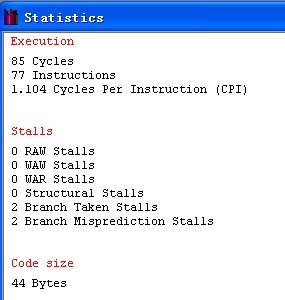 Statistics
Execution
85 Cycles
77 Instructions
1.104 Cycles Per Instruction (CPI)
Stalls
0 RAW Stalls
0 WAW Stalls
0 WAR Stalls
0 Structural Stalls
2 Branch Taken Stalls
2 Branch Misprediction Stalls
Code size
44 Bytes